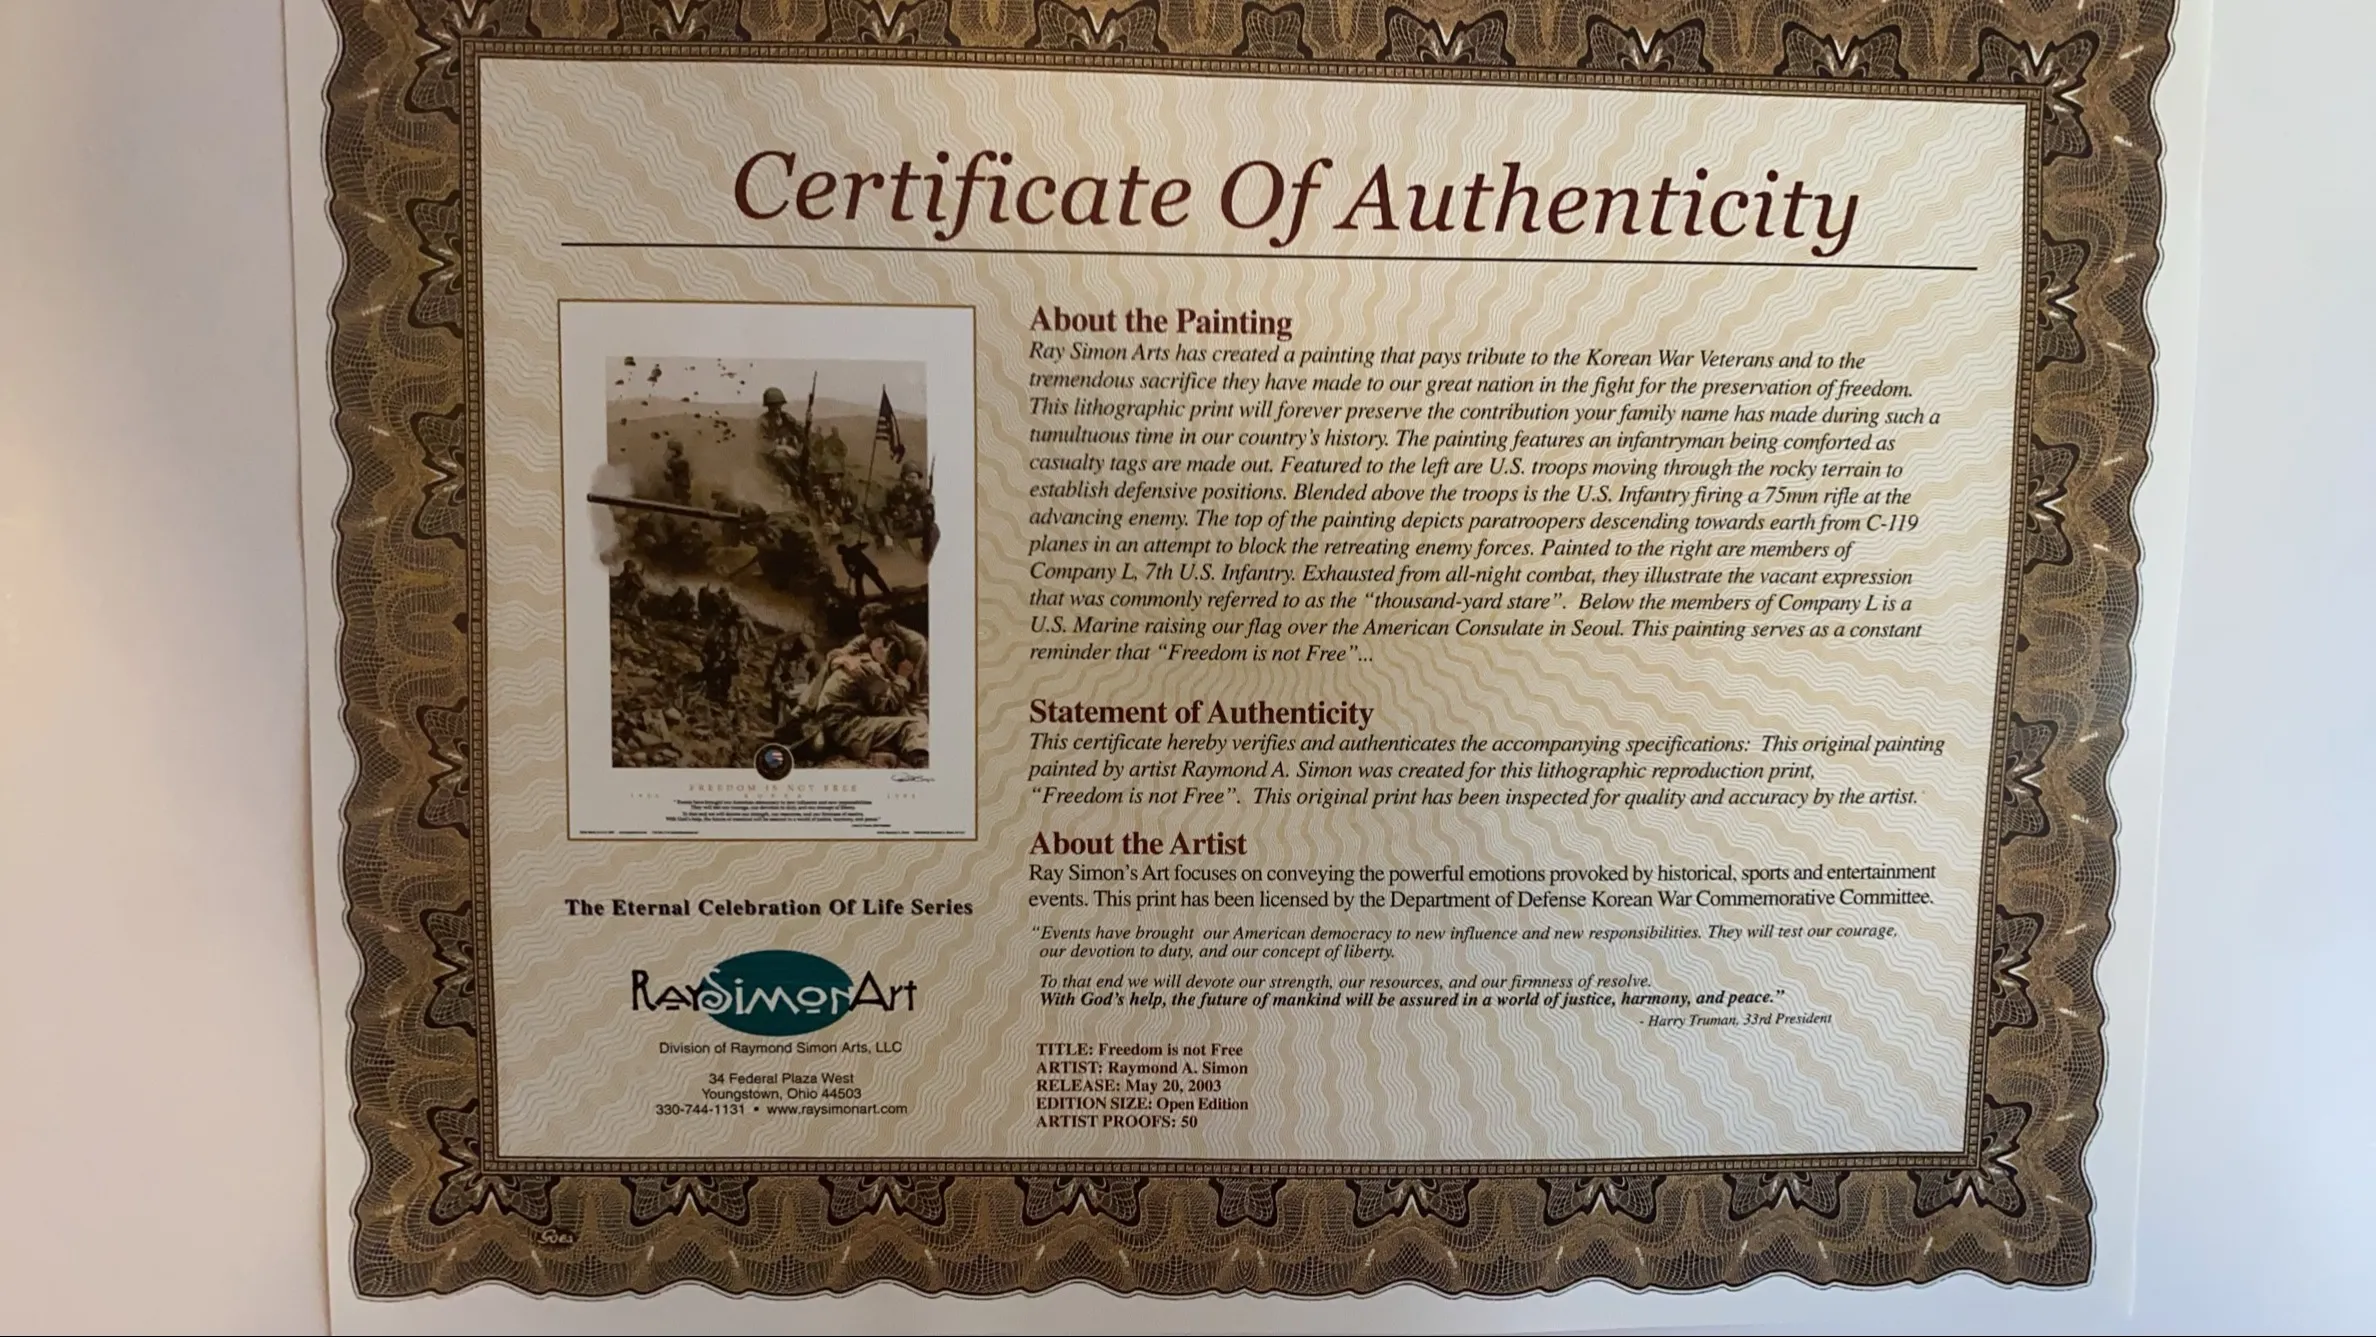 Certificate Of Authenticity
About the Painting
Ray Simon Arts has created a painting that pays tribute to the Korean War Veterans and to the
tremendous sacrifice they have made to our great nation in the fight for the preservation of freedom.
This lithographic print will forever preserve the contribution your family name has made during such a
tumultuous time in our country's history. The painting features an infantryman being comforted as
casualty tags are made out. Featured to the left are U.S. troops moving through the rocky terrain to
establish defensive positions. Blended above the troops is the U.S. Infantry firing a 75mm rifle at the
advancing enemy. The top of the painting depicts paratroopers descending towards earth from C-119
planes in an attempt to block the retreating enemy forces. Painted to the right are members of
Company L, 7th U.S. Infantry. Exhausted from all-night combat, they illustrate the vacant expression
that was commonly referred to as the “thousand-yard stare”. Below the members of Company L is a
U.S. Marine raising our flag over the American Consulate in Seoul. This painting serves as a constant
reminder that “Freedom is not Free”...
Statement of Authenticity
This certificate hereby verifies and authenticates the accompanying specifications: This original painting
painted by artist Raymond A. Simon was created for this lithographic reproduction print,
“Freedom is not Free”. This original print has been inspected for quality and accuracy by the artist.
About the Artist
Ray Simon's Art focuses on conveying the powerful emotions provoked by historical, sports and entertainment
events. This print has been licensed by the Department of Defense Korean War Commemorative Committee.
“Events have brought our American democracy to new influence and new responsibilities. They will test our courage,
our devotion to duty, and our concept of liberty.
To that end we will devote our strength, our resources, and our firmness of resolve.
With God's help, the future of mankind will be assured in a world of justice, harmony, and peace.”
- Harry Truman, 33rd President
TITLE: Freedom is not Free
ARTIST: Raymond A. Simon
RELEASE: May 20, 2003
EDITION SIZE: Open Edition
ARTIST PROOFS: 50
FREEDOM IS NOT FREE
The Eternal Celebration Of Life Series
RaySimonArt
Division of Raymond Simon Arts, LLC
34 Federal Plaza West
Youngstown, Ohio 44503
330-744-1131 • www.raysimonart.com
Goes